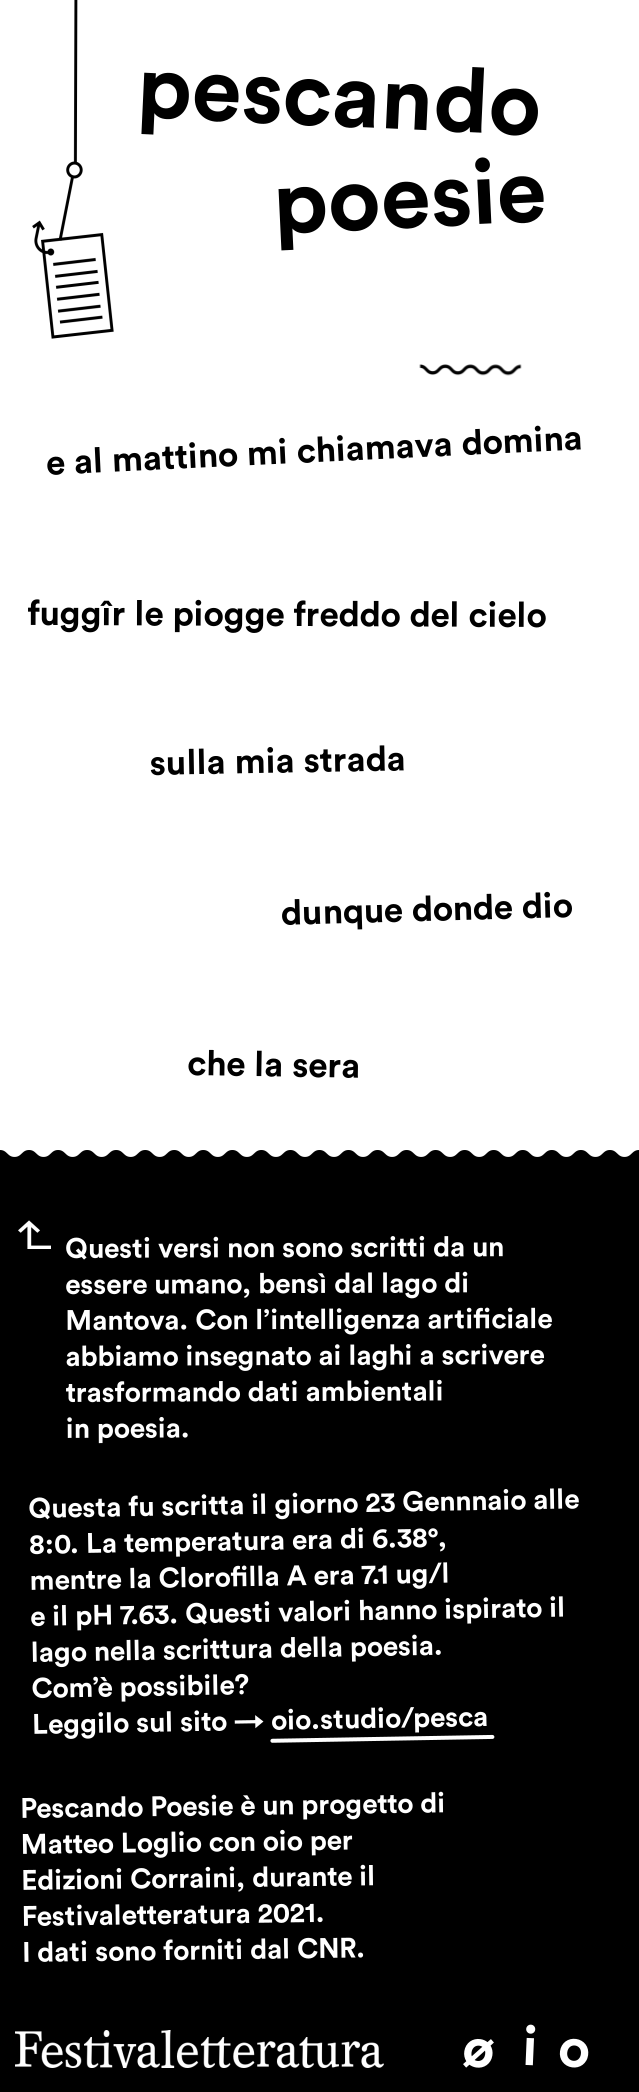 pescando
poesie
e al mattino mi chiamava domina
fuggîr le piogge freddo del cielo
sulla mia strada
dunque donde dio
che la sera
Questi versi non sono scritti da un
essere umano, bensì dal lago di
Mantova. Con l’intelligenza artificiale
abbiamo insegnato ai laghi a scrivere
trasformando dati ambientali
in poesia.
Questa fu scritta il giorno 23 Gennnaio alle
8:0. La temperatura era di 6.38°,
mentre la Clorofilla A era 7.1 ug/l
e il pH 7.63. Questi valori hanno ispirato il
lago nella scrittura della poesia.
Com’è possibile?
Leggilo sul sito → oio.studio/pesca
Pescando Poesie è un progetto di
Matteo Loglio con oio per
Edizioni Corraini, durante il
Festivaletteratura 2021.
I dati sono forniti dal CNR.
Festivaletteratura ø i o